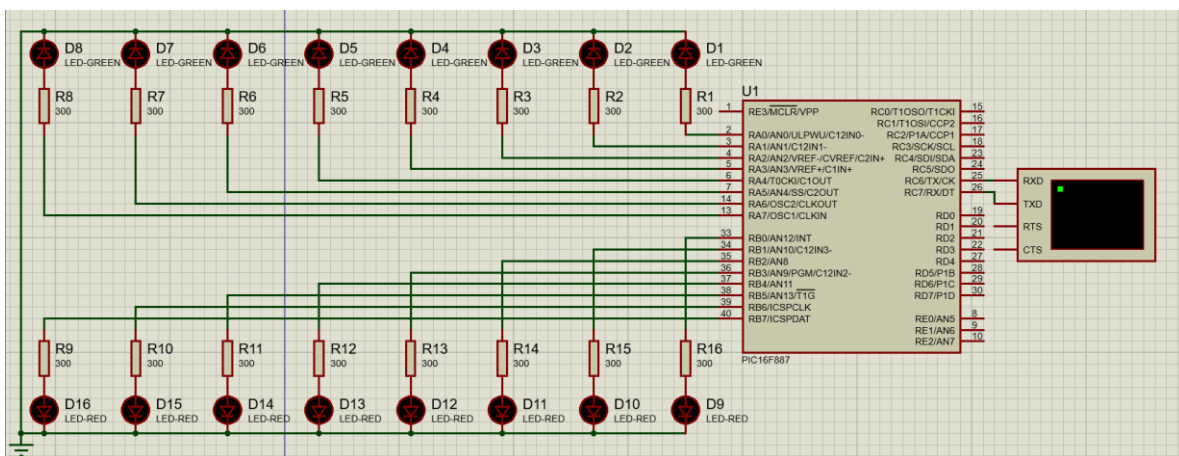 D8 D7 D6 D5 D4 D3 D2 D1
LED-GREEN LED-GREEN LED-GREEN LED-GREEN LED-GREEN LED-GREEN LED-GREEN LED-GREEN
R8 R7 R6 R5 R4 R3 R2 R1
300 300 300 300 300 300 300 300
U1
1 RE3/MCLR/VPP RC0/T1OSO/T1CKI 15
RC1/T1OSI/CCP2 16
2 RA0/AN0/ULPWU/C12IN0- RC2/P1A/CCP1 17
3 RA1/AN1/C12IN1- RC3/SCK/SCL 18
4 RA2/AN2/VREF-/CVREF/C2IN+ RC4/SDI/SDA 23
5 RA3/AN3/VREF+/C1IN+ RC5/SDO 24
6 RA4/T0CKI/C1OUT RC6/TX/CK 25 RXD
7 RA5/AN4/SS/C2OUT RC7/RX/DT 26
14 RA6/OSC2/CLKOUT TXD
13 RA7/OSC1/CLKIN RD0 19
RD1 20 RTS
33 RB0/AN12/INT RD2 21
34 RB1/AN10/C12IN3- RD3 22 CTS
35 RB2/AN8 RD4 27
36 RB3/AN9/PGM/C12IN2- RD5/P1B 28
37 RB4/AN11 RD6/P1C 29
38 RB5/AN13/T1G RD7/P1D 30
39 RB6/ICSPCLK
40 RB7/ICSPDAT RE0/AN5 8
RE1/AN6 9
RE2/AN7 10
PIC16F887
R9 R10 R11 R12 R13 R14 R15 R16
300 300 300 300 300 300 300 300
D16 D15 D14 D13 D12 D11 D10 D9
LED-RED LED-RED LED-RED LED-RED LED-RED LED-RED LED-RED LED-RED